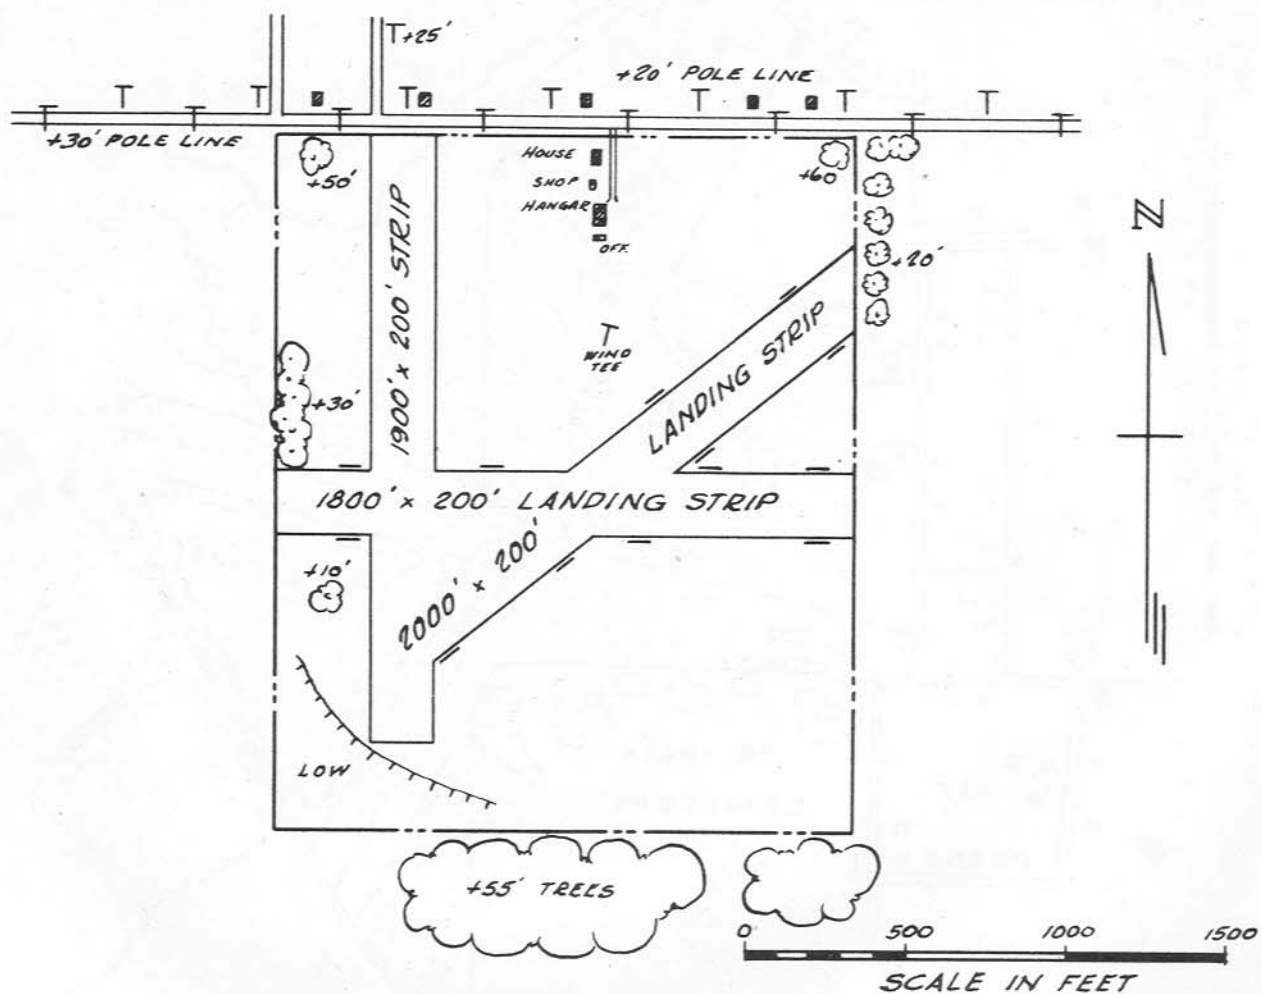 +25'
+20' POLE LINE
+30' POLE LINE
+50'
HOUSE
SHOP
HANGAR
OFF.
+60'
N
1900' x 200' STRIP
+20'
WIND
TEE
LANDING STRIP
+30'
1800' x 200' LANDING STRIP
2000' x 200'
+10'
LOW
+55' TREES
0 500 1000 1500
SCALE IN FEET